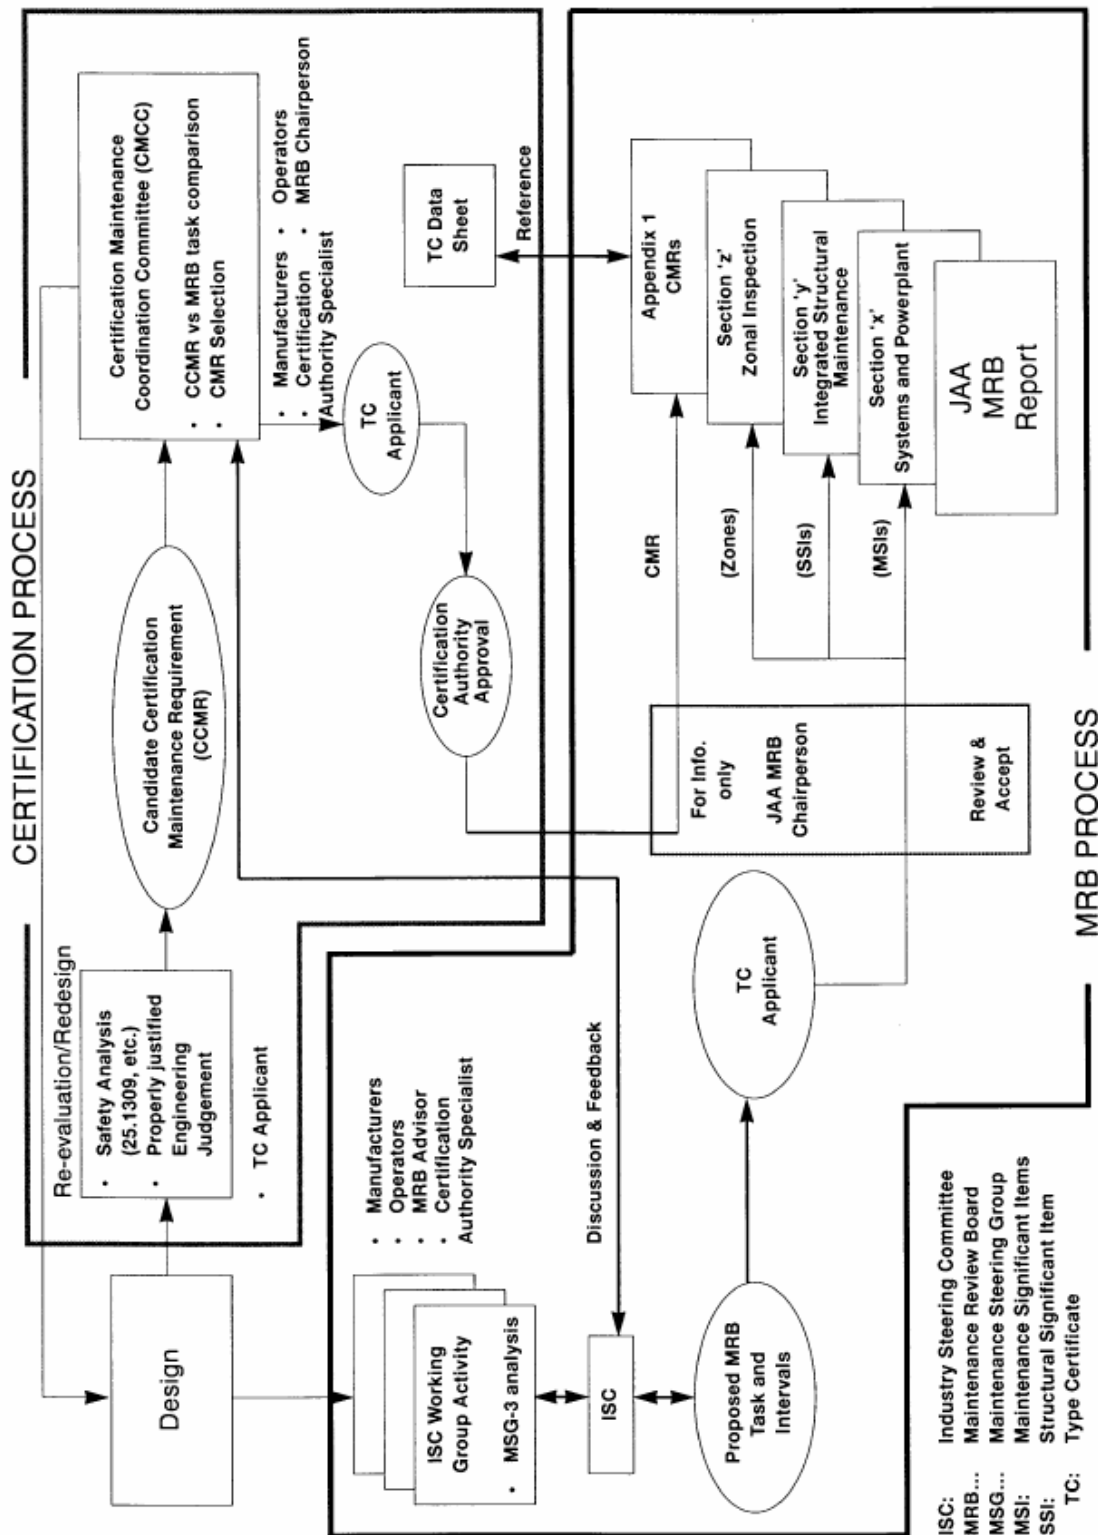 CERTIFICATION PROCESS
Re-evaluation/Redesign
Design
• Safety Analysis
(25.1309, etc.)
• Properly justified
Engineering
Judgement
• TC Applicant
Candidate Certification
Maintenance Requirement
(CCMR)
Certification Maintenance
Coordination Committee (CMCC)
• CCMR vs MRB task comparison
• CMR Selection
• Manufacturers • Operators
• Certification • MRB Chairperson
Authority Specialist
TC
Applicant
Certification
Authority
Approval
TC Data
Sheet
Reference
ISC Working
Group Activity
• MSG-3 analysis
• Manufacturers
• Operators
• MRB Advisor
• Certification
Authority Specialist
ISC
Discussion & Feedback
Proposed MRB
Task and
Intervals
TC
Applicant
For Info.
only
JAA MRB
Chairperson
Review &
Accept
CMR
(Zones)
(SSIs)
(MSIs)
Appendix 1
CMRs
Section 'z'
Zonal Inspection
Section 'y'
Integrated Structural
Maintenance
Section 'x'
Systems and Powerplant
JAA
MRB
Report
MRB PROCESS
ISC: Industry Steering Committee
MRB... Maintenance Review Board
MSG... Maintenance Steering Group
MSI: Maintenance Significant Items
SSI: Structural Significant Item
TC: Type Certificate